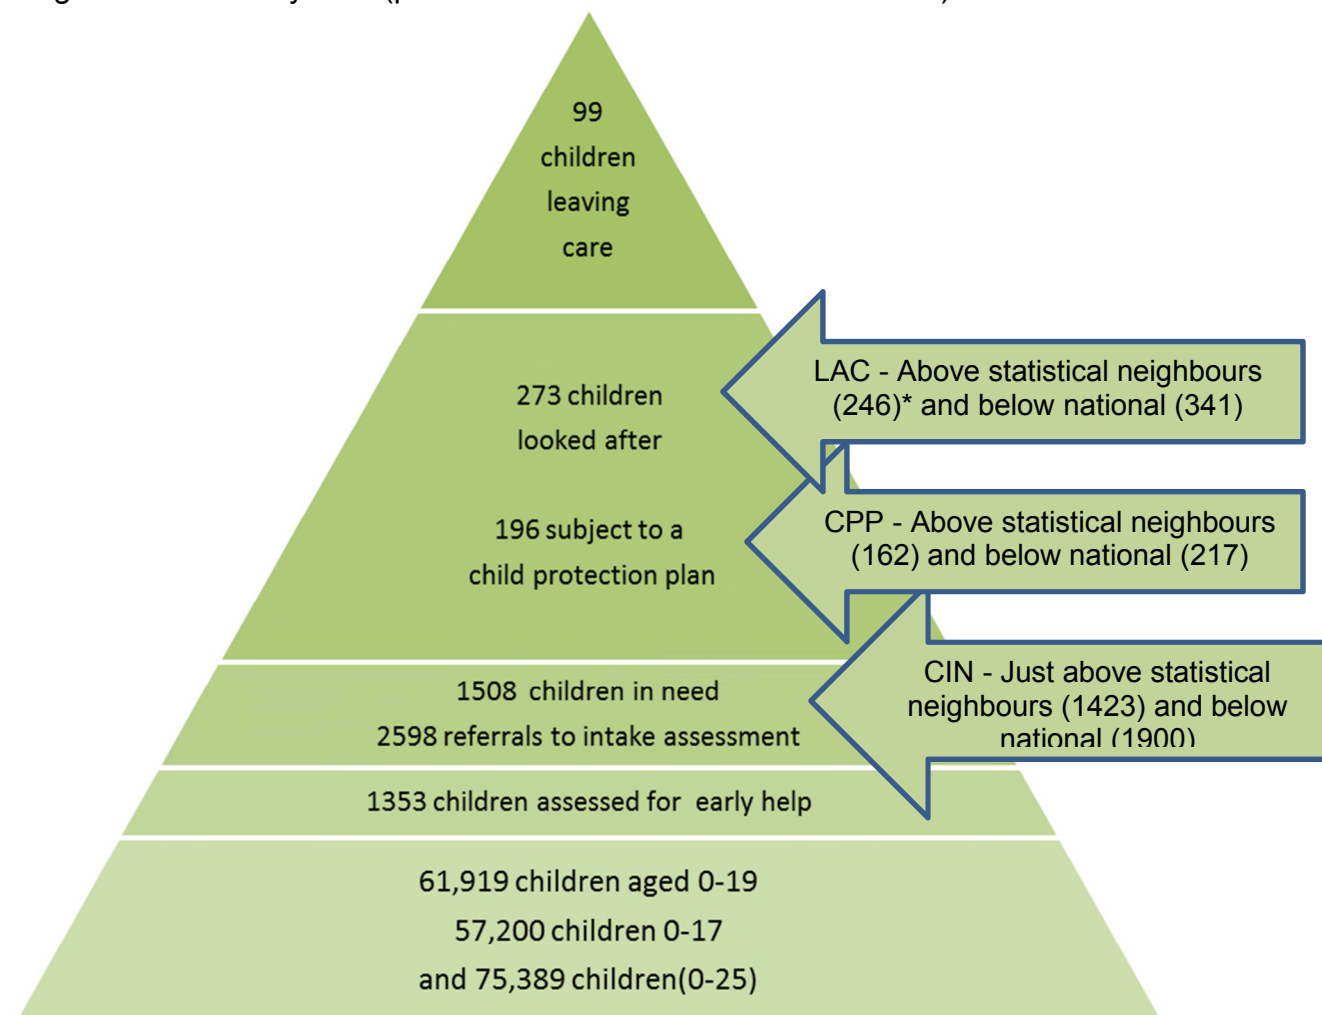 99
children
leaving
care
273 children
looked after
196 subject to a
child protection plan
1508 children in need
2598 referrals to intake assessment
1353 children assessed for early help
61,919 children aged 0-19
57,200 children 0-17
and 75,389 children(0-25)
LAC - Above statistical neighbours
(246)* and below national (341)
CPP - Above statistical neighbours
(162) and below national (217)
CIN - Just above statistical
neighbours (1423) and below
national (1900)